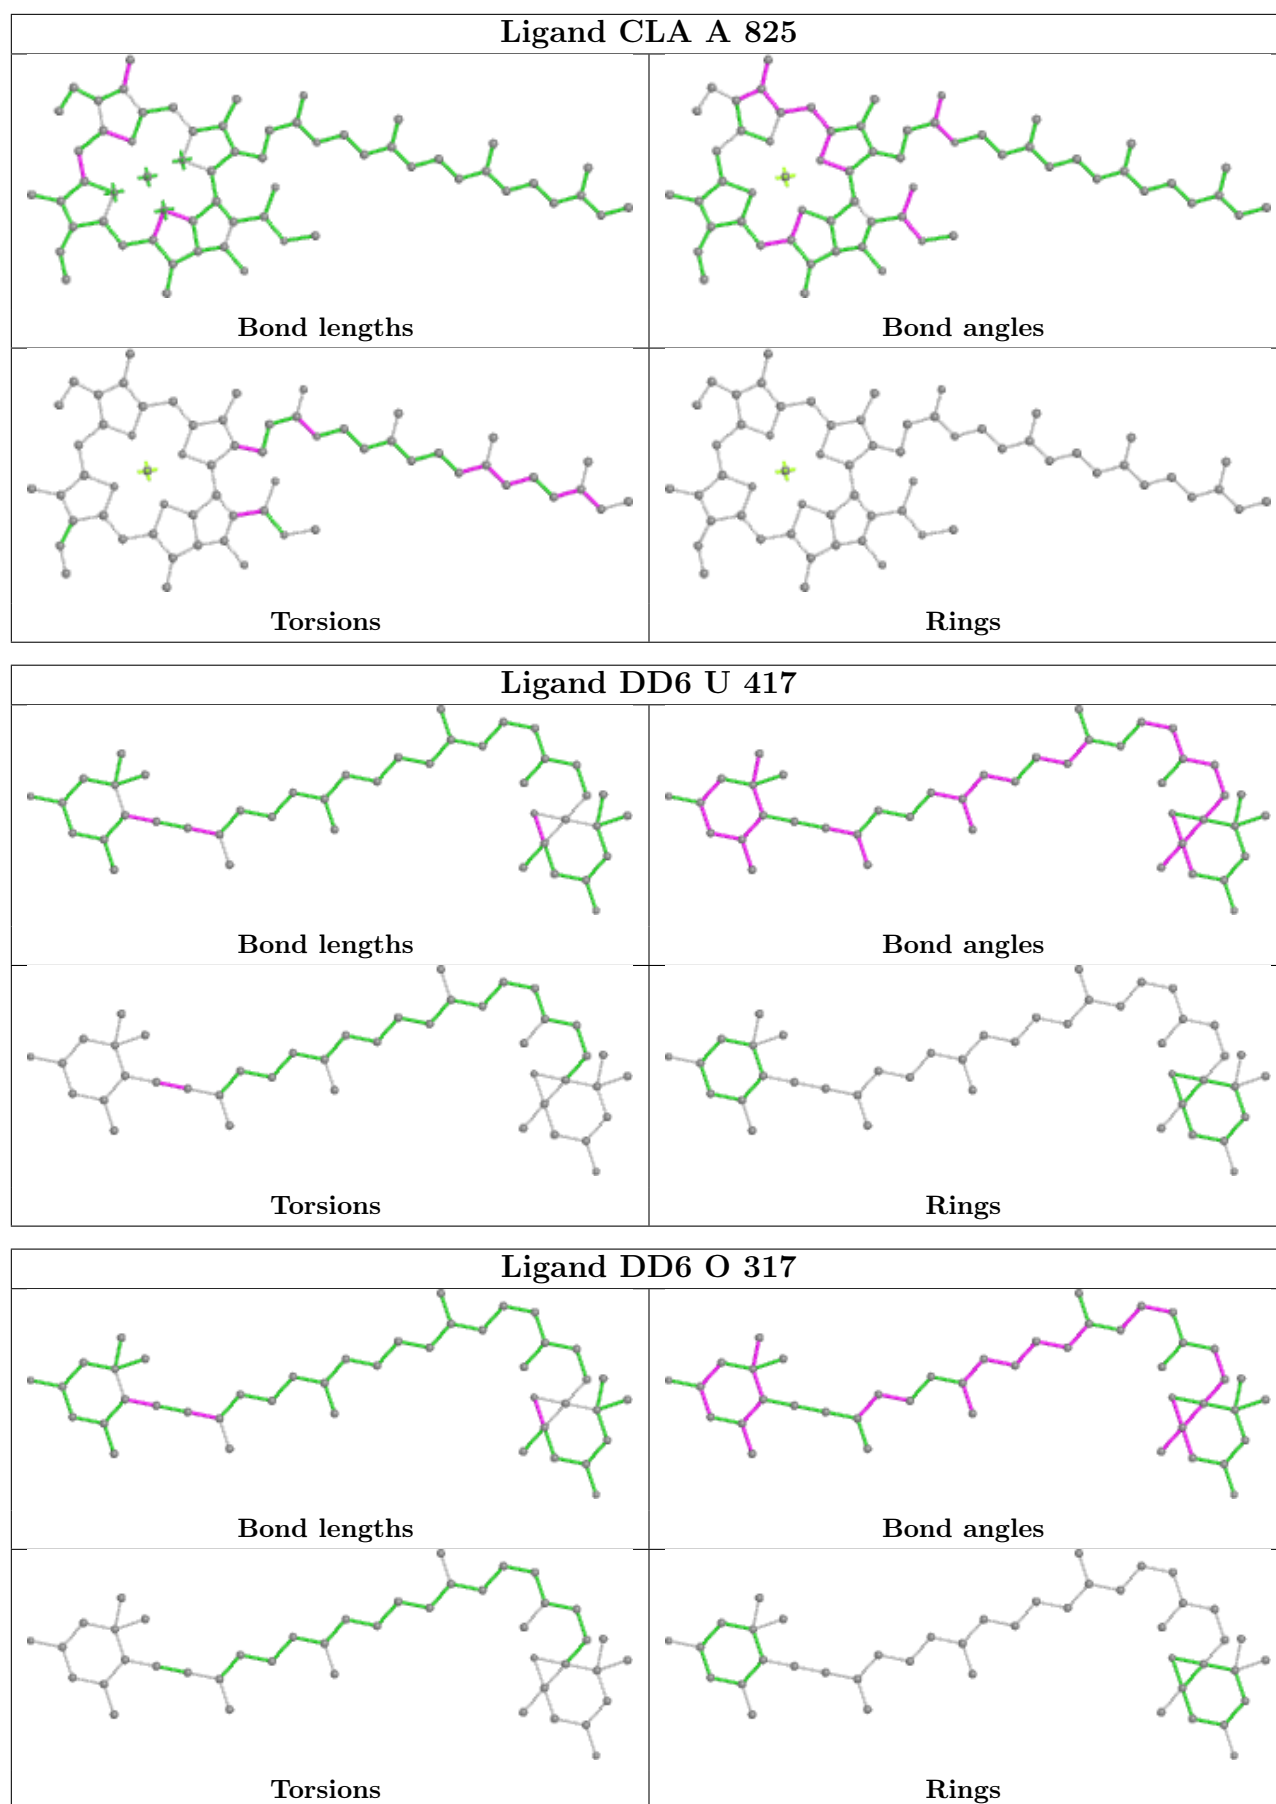 Ligand CLA A 825
Bond lengths
Bond angles
Torsions
Rings
Ligand DD6 U 417
Bond lengths
Bond angles
Torsions
Rings
Ligand DD6 O 317
Bond lengths
Bond angles
Torsions
Rings